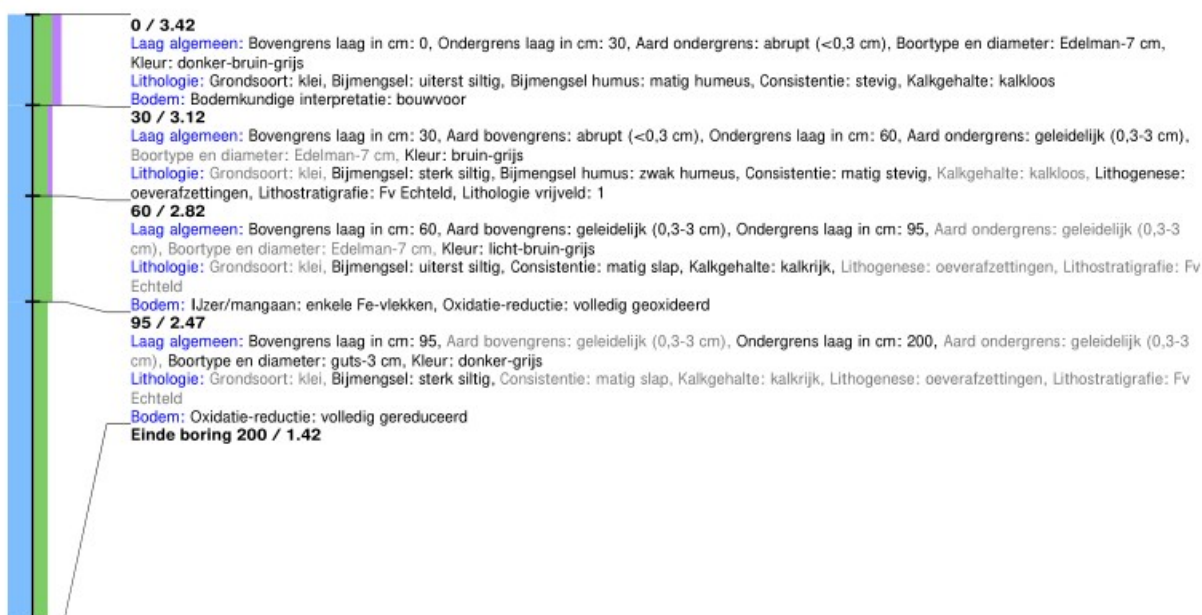 0 / 3.42
Laag algemeen: Bovengrens laag in cm: 0, Ondergrens laag in cm: 30, Aard ondergrens: abrupt (<0,3 cm), Boortype en diameter: Edelman-7 cm,
Kleur: donker-bruin-grijs
Lithologie: Grondsoort: klei, Bijmengsel: uiterst siltig, Bijmengsel humus: matig humeus, Consistentie: stevig, Kalkgehalte: kalkloos
Bodem: Bodemkundige interpretatie: bouwvoor
30 / 3.12
Laag algemeen: Bovengrens laag in cm: 30, Aard bovengrens: abrupt (<0,3 cm), Ondergrens laag in cm: 60, Aard ondergrens: geleidelijk (0,3-3 cm),
Boortype en diameter: Edelman-7 cm, Kleur: bruin-grijs
Lithologie: Grondsoort: klei, Bijmengsel: sterk siltig, Bijmengsel humus: zwak humeus, Consistentie: matig stevig, Kalkgehalte: kalkloos, Lithogenese:
oeverafzettingen, Lithostratigrafie: Fv Echteld, Lithologie vrijveld: 1
60 / 2.82
Laag algemeen: Bovengrens laag in cm: 60, Aard bovengrens: geleidelijk (0,3-3 cm), Ondergrens laag in cm: 95, Aard ondergrens: geleidelijk (0,3-3
cm), Boortype en diameter: Edelman-7 cm, Kleur: licht-bruin-grijs
Lithologie: Grondsoort: klei, Bijmengsel: uiterst siltig, Consistentie: matig slap, Kalkgehalte: kalkrijk, Lithogenese: oeverafzettingen, Lithostratigrafie: Fv
Echteld
Bodem: IJzer/mangaan: enkele Fe-vlekken, Oxidatie-reductie: volledig geoxideerd
95 / 2.47
Laag algemeen: Bovengrens laag in cm: 95, Aard bovengrens: geleidelijk (0,3-3 cm), Ondergrens laag in cm: 200, Aard ondergrens: geleidelijk (0,3-3
cm), Boortype en diameter: guts-3 cm, Kleur: donker-grijs
Lithologie: Grondsoort: klei, Bijmengsel: sterk siltig, Consistentie: matig slap, Kalkgehalte: kalkrijk, Lithogenese: oeverafzettingen, Lithostratigrafie: Fv
Echteld
Bodem: Oxidatie-reductie: volledig gereduceerd
Einde boring 200 / 1.42